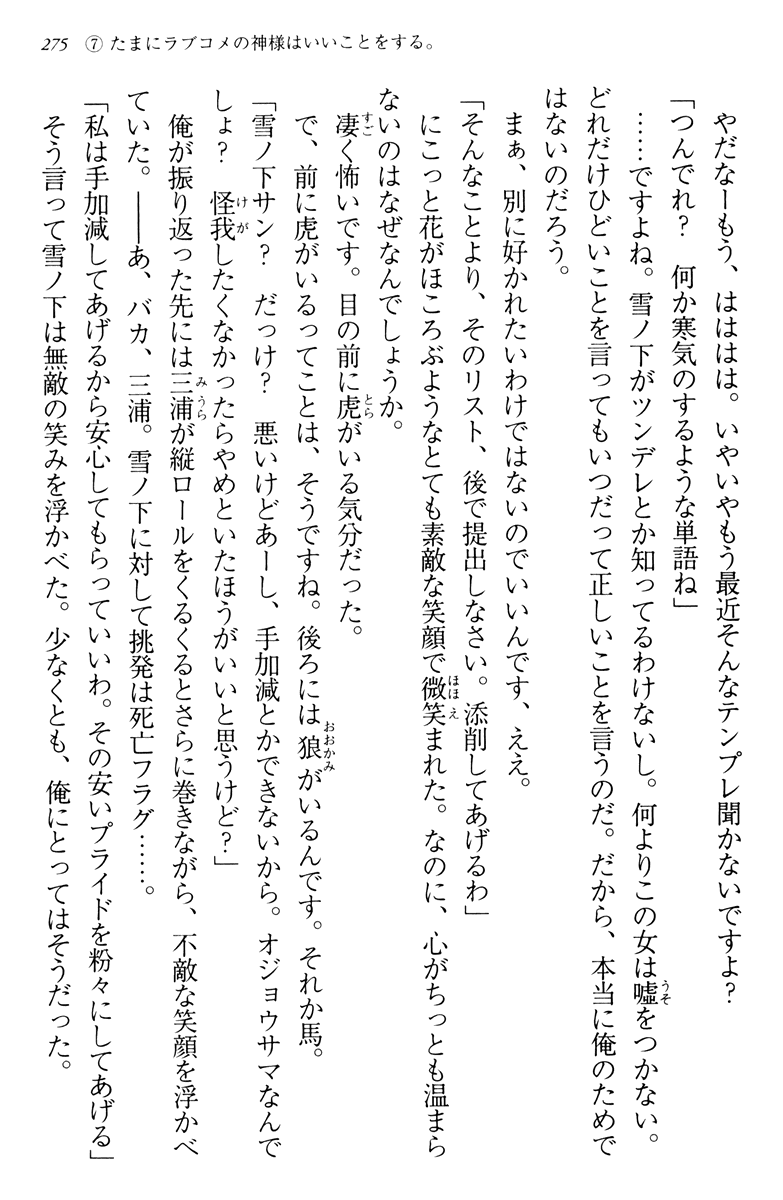 275 ⑦ たまにラブコメの神様はいいことをする。
やだなーもう、はははは。いやいやもう最近そんなテンプレ聞かないですよ？
「つんでれ？　何か寒気のするような単語ね」
……ですよね。雪ノ下がツンデレとか知ってるわけないし。何よりこの女は嘘をつかない。
どれだけひどいことを言ってもいつだって正しいことを言うのだ。だから、本当に俺のためで
はないのだろう。
まぁ、別に好かれたいわけではないのでいいんです、ええ。
「そんなことより、そのリスト、後で提出しなさい。添削してあげるわ」
にこっと花がほころぶようなとても素敵な笑顔で微笑まれた。なのに、心がちっとも温まら
ないのはなぜなんでしょうか。
凄く怖いです。目の前に虎がいる気分だった。
で、前に虎がいるってことは、そうですね。後ろには狼がいるんです。それか馬。
「雪ノ下サン？　だっけ？　悪いけどあーし、手加減とかできないから。オジョウサマなんで
しょ？　怪我したくなかったらやめといたほうがいいと思うけど？」
俺が振り返った先には三浦が縦ロールをくるくるとさらに巻きながら、不敵な笑顔を浮かべ
ていた。――あ、バカ、三浦。雪ノ下に対して挑発は死亡フラグ……。
「私は手加減してあげるから安心してもらっていいわ。その安いプライドを粉々にしてあげる」
そう言って雪ノ下は無敵の笑みを浮かべた。少なくとも、俺にとってはそうだった。